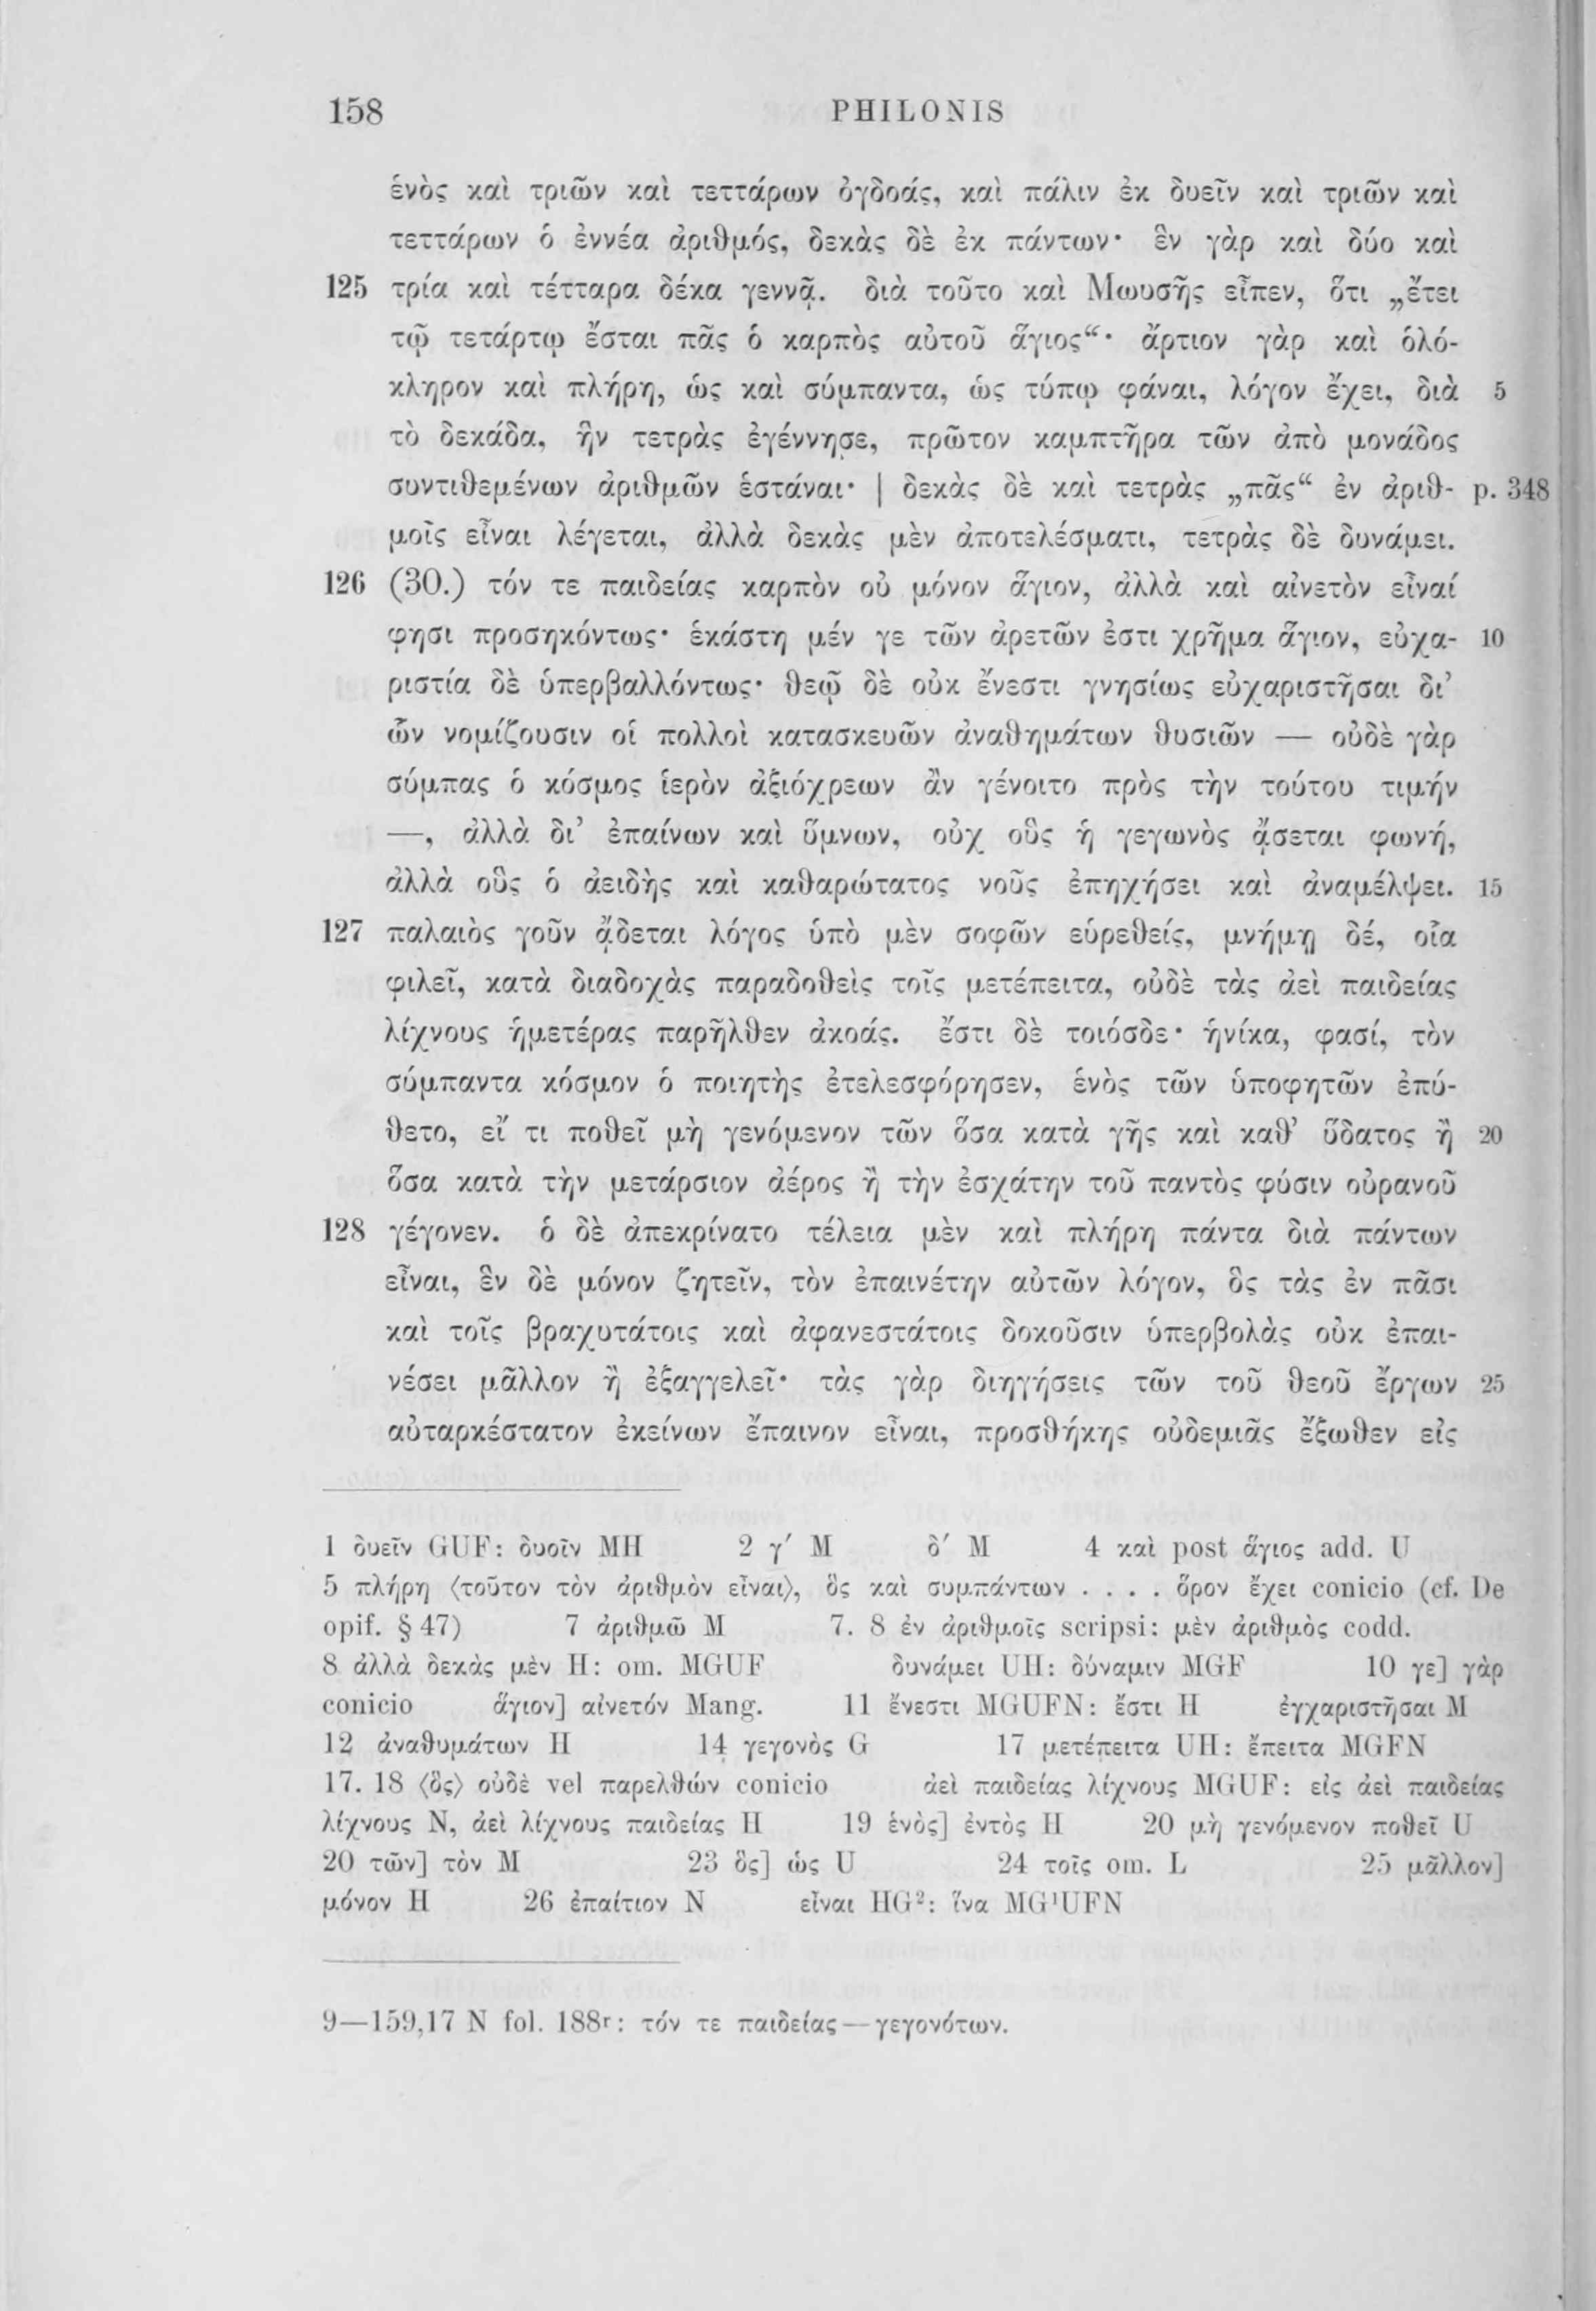 158 PHILONIS
ἑνὸς καὶ τριῶν καὶ τεττάρων ὀγδοάς, καὶ πάλιν ἐκ δυεῖν καὶ τριῶν καὶ
τεττάρων ὁ ἐννέα ἀριθμός, δεκὰς δὲ ἐκ πάντων· ἓν γὰρ καὶ δύο καὶ
125 τρία καὶ τέτταρα δέκα γεννᾷ. διὰ τοῦτο καὶ Μωυσῆς εἶπεν, ὅτι „ἔτει
τῷ τετάρτῳ ἔσται πᾶς ὁ καρπὸς αὐτοῦ ἅγιος“· ἄρτιον γὰρ καὶ ὁλό-
κληρον καὶ πλήρη, ὡς καὶ σύμπαντα, ὡς τύπῳ φάναι, λόγον ἔχει, διὰ 5
τὸ δεκάδα, ἣν τετρὰς ἐγέννησε, πρῶτον καμπτῆρα τῶν ἀπὸ μονάδος
συντιθεμένων ἀριθμῶν ἑστάναι· | δεκὰς δὲ καὶ τετρὰς „πᾶς“ ἐν ἀριθ- p. 348
μοῖς εἶναι λέγεται, ἀλλὰ δεκὰς μὲν ἀποτελέσματι, τετρὰς δὲ δυνάμει.
126 (30.) τόν τε παιδείας καρπὸν οὐ μόνον ἅγιον, ἀλλὰ καὶ αἰνετὸν εἶναί
φησι προσηκόντως· ἑκάστη μέν γε τῶν ἀρετῶν ἐστι χρῆμα ἅγιον, εὐχα- 10
ριστία δὲ ὑπερβαλλόντως· θεῷ δὲ οὐκ ἔνεστι γνησίως εὐχαριστῆσαι δι’
ὧν νομίζουσιν οἱ πολλοὶ κατασκευῶν ἀναθημάτων θυσιῶν — οὐδὲ γὰρ
σύμπας ὁ κόσμος ἱερὸν ἀξιόχρεων ἂν γένοιτο πρὸς τὴν τούτου τιμήν
—, ἀλλὰ δι’ ἐπαίνων καὶ ὕμνων, οὐχ οὓς ἡ γεγωνὸς ᾄσεται φωνή,
ἀλλὰ οὓς ὁ ἀειδὴς καὶ καθαρώτατος νοῦς ἐπηχήσει καὶ ἀναμέλψει. 15
127 παλαιὸς γοῦν ᾄδεται λόγος ὑπὸ μὲν σοφῶν εὑρεθείς, μνήμῃ δέ, οἷα
φιλεῖ, κατὰ διαδοχὰς παραδοθεὶς τοῖς μετέπειτα, οὐδὲ τὰς ἀεὶ παιδείας
λίχνους ἡμετέρας παρῆλθεν ἀκοάς. ἔστι δὲ τοιόσδε· ἡνίκα, φασί, τὸν
σύμπαντα κόσμον ὁ ποιητὴς ἐτελεσφόρησεν, ἑνὸς τῶν ὑποφητῶν ἐπύ-
θετο, εἴ τι ποθεῖ μὴ γενόμενον τῶν ὅσα κατὰ γῆς καὶ καθ’ ὕδατος ἢ 20
ὅσα κατὰ τὴν μετάρσιον ἀέρος ἢ τὴν ἐσχάτην τοῦ παντὸς φύσιν οὐρανοῦ
128 γέγονεν. ὁ δὲ ἀπεκρίνατο τέλεια μὲν καὶ πλήρη πάντα διὰ πάντων
εἶναι, ἓν δὲ μόνον ζητεῖν, τὸν ἐπαινέτην αὐτῶν λόγον, ὃς τὰς ἐν πᾶσι
καὶ τοῖς βραχυτάτοις καὶ ἀφανεστάτοις δοκοῦσιν ὑπερβολὰς οὐκ ἐπαι-
νέσει μᾶλλον ἢ ἐξαγγελεῖ· τὰς γὰρ διηγήσεις τῶν τοῦ θεοῦ ἔργων 25
αὐταρκέστατον ἐκείνων ἔπαινον εἶναι, προσθήκης οὐδεμιᾶς ἔξωθεν εἰς
1 δυεῖν GUF: δυοῖν MH 2 γ′ M δ′ M 4 καὶ post ἅγιος add. U
5 πλήρη ⟨τοῦτον τὸν ἀριθμὸν εἶναι⟩, ὃς καὶ συμπάντων . . . . ὅρον ἔχει conicio (cf. De
opif. § 47) 7 ἀριθμῶ M 7. 8 ἐν ἀριθμοῖς scripsi: μὲν ἀριθμὸς codd.
8 ἀλλὰ δεκὰς μὲν H: om. MGUF δυνάμει UH: δύναμιν MGF 10 γε] γὰρ
conicio ἅγιον] αἰνετόν Mang. 11 ἔνεστι MGUFN: ἔστι H ἐγχαριστῆσαι M
12 ἀναθυμάτων H 14 γεγονὸς G 17 μετέπειτα UH: ἔπειτα MGFN
17. 18 ⟨ὃς⟩ οὐδὲ vel παρελθών conicio ἀεὶ παιδείας λίχνους MGUF: εἰς ἀεὶ παιδείας
λίχνους N, ἀεὶ λίχνους παιδείας H 19 ἑνὸς] ἐντὸς H 20 μὴ γενόμενον ποθεῖ U
20 τῶν] τὸν M 23 ὃς] ὡς U 24 τοῖς om. L 25 μᾶλλον]
μόνον H 26 ἐπαίτιον N εἶναι HG²: ἵνα MG¹UFN
9—159,17 N fol. 188r: τόν τε παιδείας — γεγονότων.